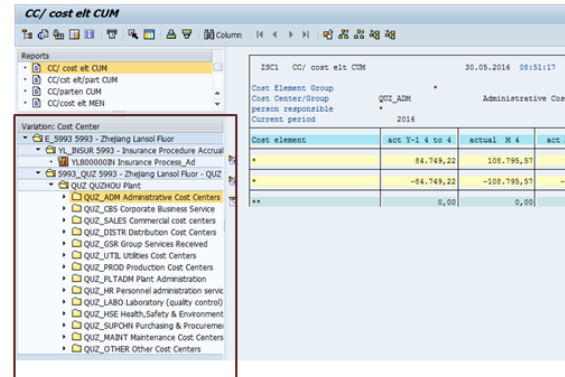 CC/ cost elt CUM
Column
Reports
CC/ cost elt CUM
CC/cst elt/part CUM
CC/parten CUM
CC/cost elt MEN
Variation: Cost Center
E_5993 5993 - Zhejiang Lansol Fluor
YL_INSUR 5993 - Insurance Procedure Accrual
YLB00000IN Insurance Process_Ad
5993_QUZ 5993 - Zhejiang Lansol Fluor - QUZ
QUZ QUZHOU Plant
QUZ_ADM Administrative Cost Centers
QUZ_CBS Corporate Business Service
QUZ_SALES Commercial cost centers
QUZ_DISTR Distribution Cost Centers
QUZ_GSR Group Services Received
QUZ_UTIL Utilities Cost Centers
QUZ_PROD Production Cost Centers
QUZ_PLTADM Plant Administration
QUZ_HR Personnel administration servic
QUZ_LABO Laboratory (quality control)
QUZ_HSE Health,Safety & Environment
QUZ_SUPCHN Purchasing & Procuremen
QUZ_MAINT Maintenance Cost Centers
QUZ_OTHER Other Cost Centers
ZSC1 CC/ cost elt CUM 30.05.2016 08:51:17
Cost Element Group *
Cost Center/Group QUZ_ADM Administrative Cos
person responsible *
Current period 2016
Cost element act Y-1 4 to 4 actual M 4 act
* 84.749,22 108.795,57
* -84.749,22 -108.795,57 -
** 0,00 0,00